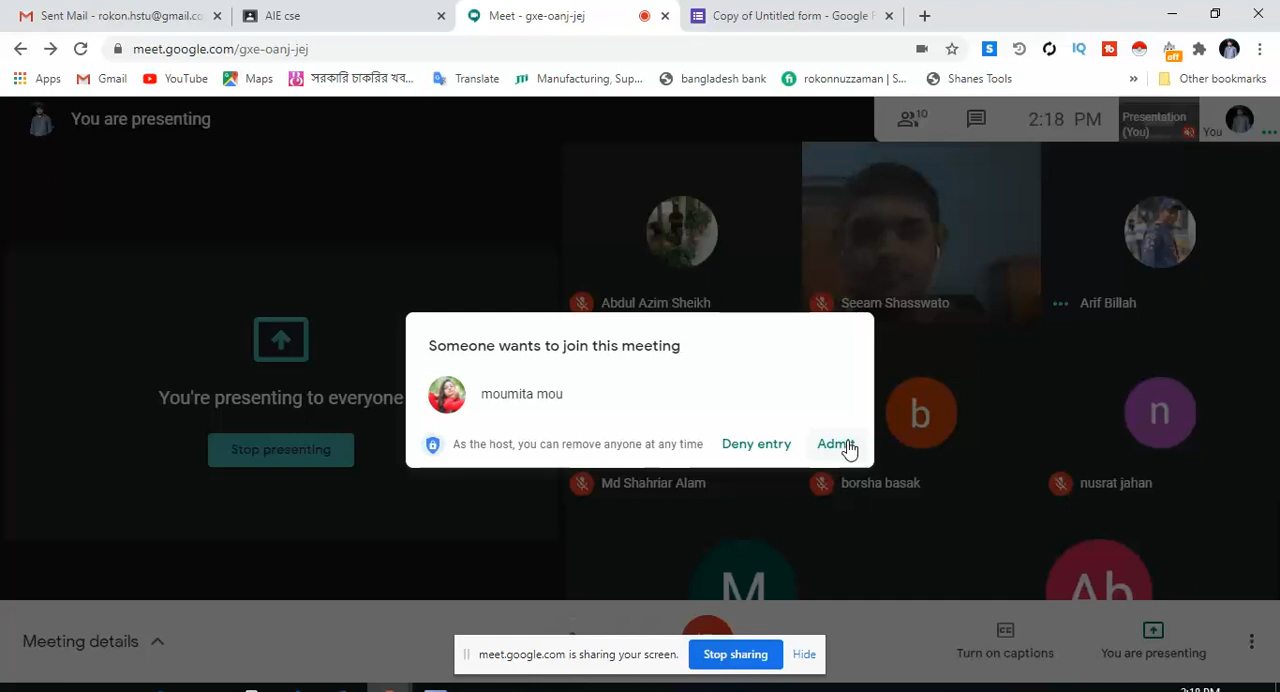 Sent Mail - rokon.hstu@gmail.co
AIE cse
Meet - gxe-oanj-jej
Copy of Untitled form - Google F
meet.google.com/gxe-oanj-jej
Apps
Gmail
YouTube
Maps
সরকারি চাকরির খব...
Translate
Manufacturing, Sup...
bangladesh bank
rokonnuzzaman | S...
Shanes Tools
»
Other bookmarks
off
You are presenting
10
2:18 PM
Presentation
(You)
You
Abdul Azim Sheikh
Seeam Shasswato
Arif Billah
Someone wants to join this meeting
moumita mou
As the host, you can remove anyone at any time
Deny entry
You're presenting to everyone
Stop presenting
b
n
Md Shahriar Alam
borsha basak
nusrat jahan
M
Ab
Meeting details
meet.google.com is sharing your screen.
Stop sharing
Hide
CC
Turn on captions
You are presenting
2:18 PM